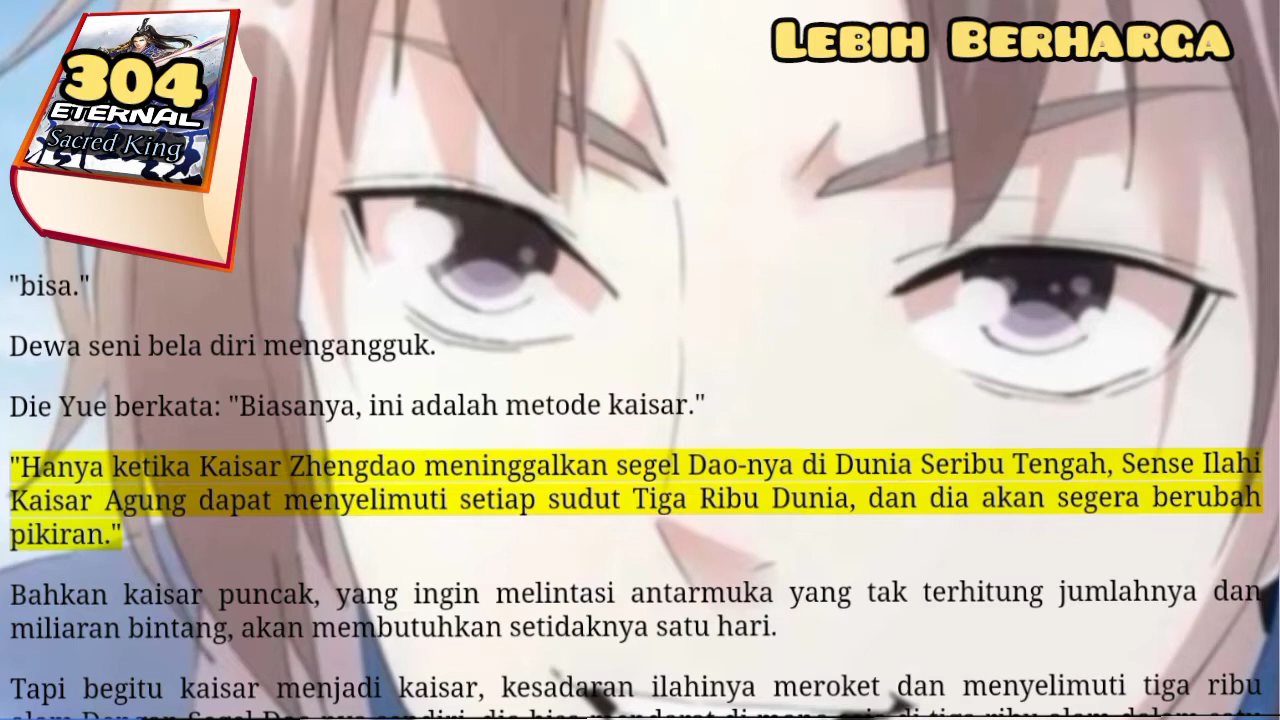 LEBIH BERHARGA
304
ETERNAL
Sacred King
"bisa."
Dewa seni bela diri mengangguk.
Die Yue berkata: "Biasanya, ini adalah metode kaisar."
"Hanya ketika Kaisar Zhengdao meninggalkan segel Dao-nya di Dunia Seribu Tengah, Sense Ilahi
Kaisar Agung dapat menyelimuti setiap sudut Tiga Ribu Dunia, dan dia akan segera berubah
pikiran."
Bahkan kaisar puncak, yang ingin melintasi antarmuka yang tak terhitung jumlahnya dan
miliaran bintang, akan membutuhkan setidaknya satu hari.
Tapi begitu kaisar menjadi kaisar, kesadaran ilahinya meroket dan menyelimuti tiga ribu